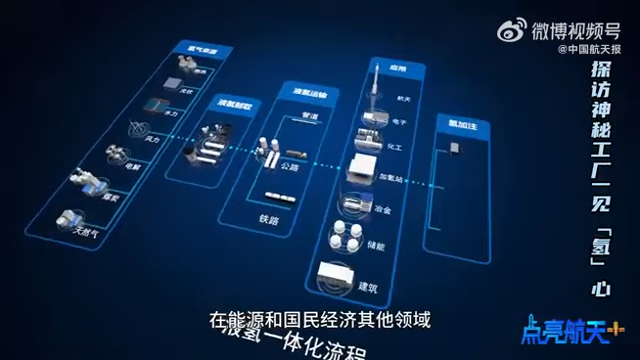 微博视频号
@中国航天报
探访神秘工厂一见「氢」心
氢气来源
光伏
水力
风力
电解
煤炭
天然气
液氢制取
液氢运输
管道
公路
铁路
应用
航天
电子
化工
加氢站
冶金
储能
建筑
氢加注
在能源和国民经济其他领域
液氢一体化流程
点亮航天+